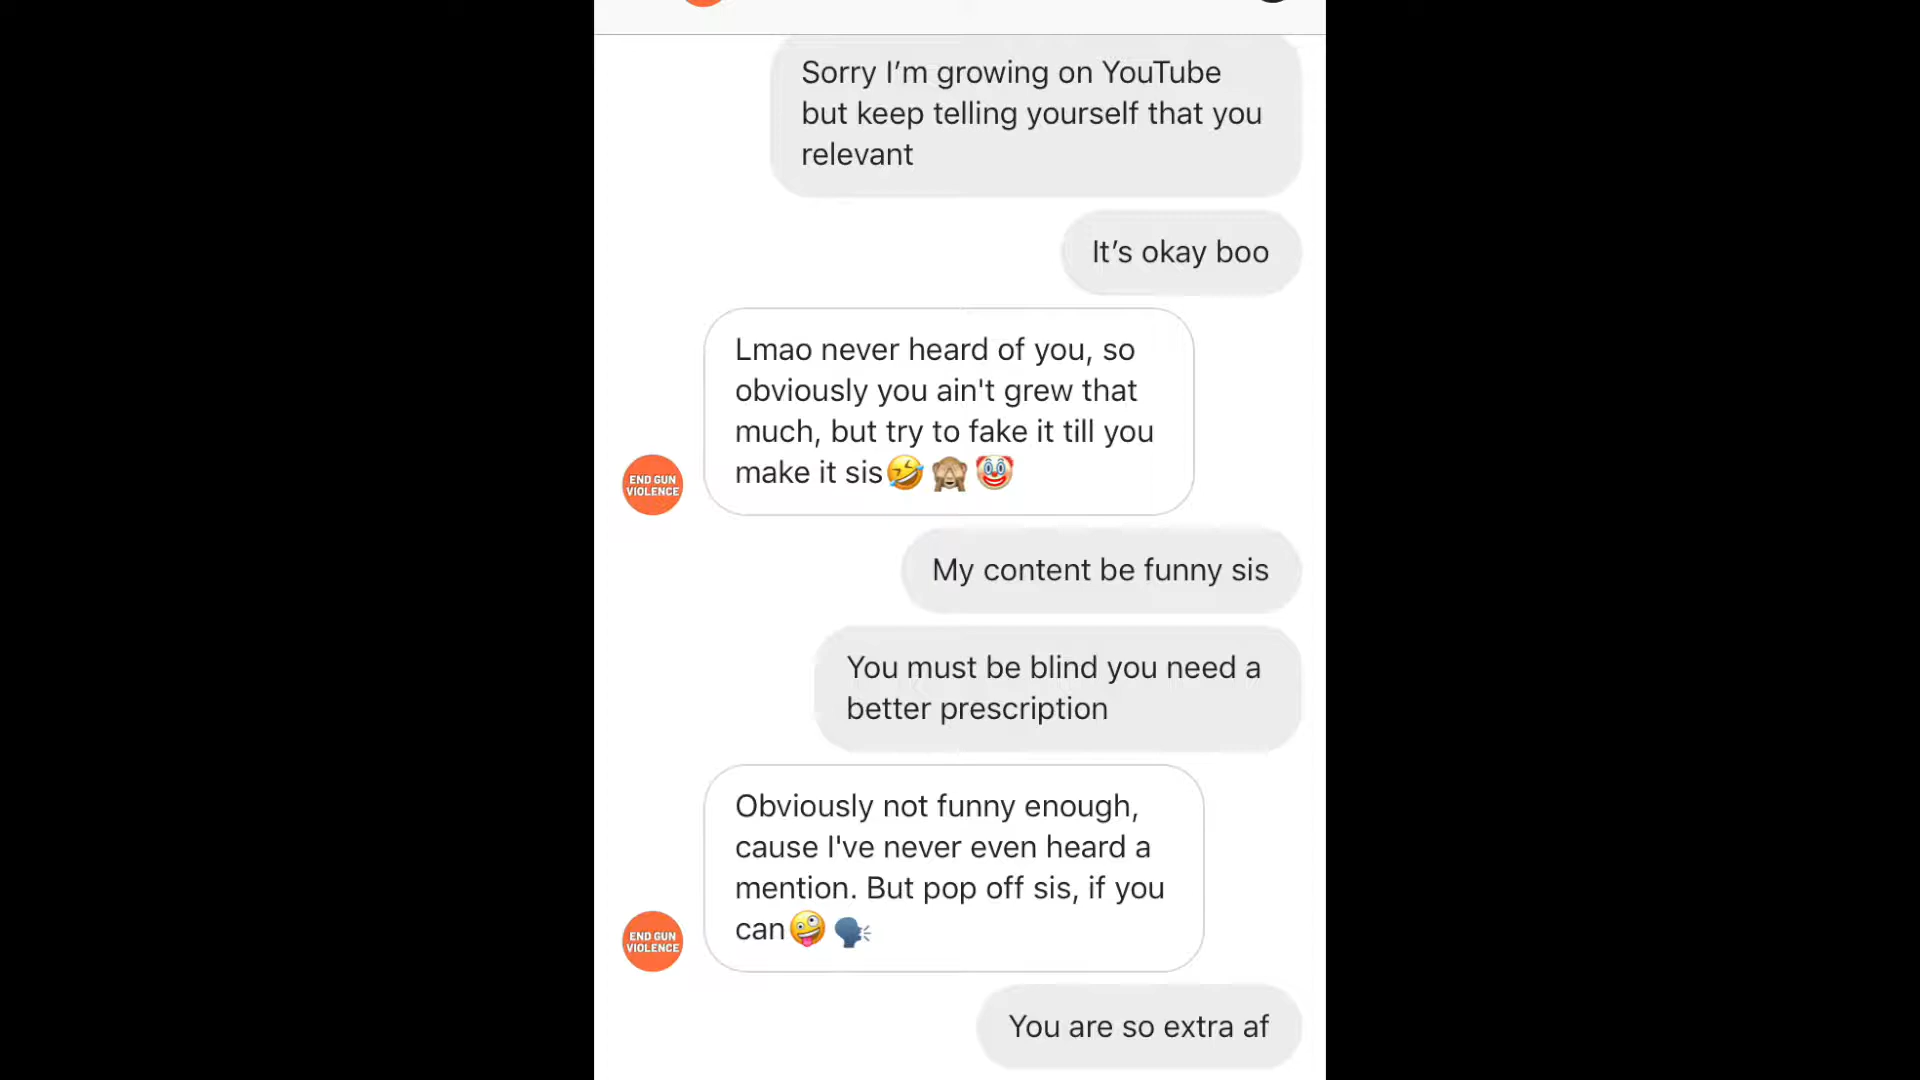 Sorry I’m growing on YouTube
but keep telling yourself that you
relevant
It’s okay boo
Lmao never heard of you, so
obviously you ain't grew that
much, but try to fake it till you
make it sis🤣🙈🤡
END GUN
VIOLENCE
My content be funny sis
You must be blind you need a
better prescription
Obviously not funny enough,
cause I've never even heard a
mention. But pop off sis, if you
can🤪🗣️
END GUN
VIOLENCE
You are so extra af